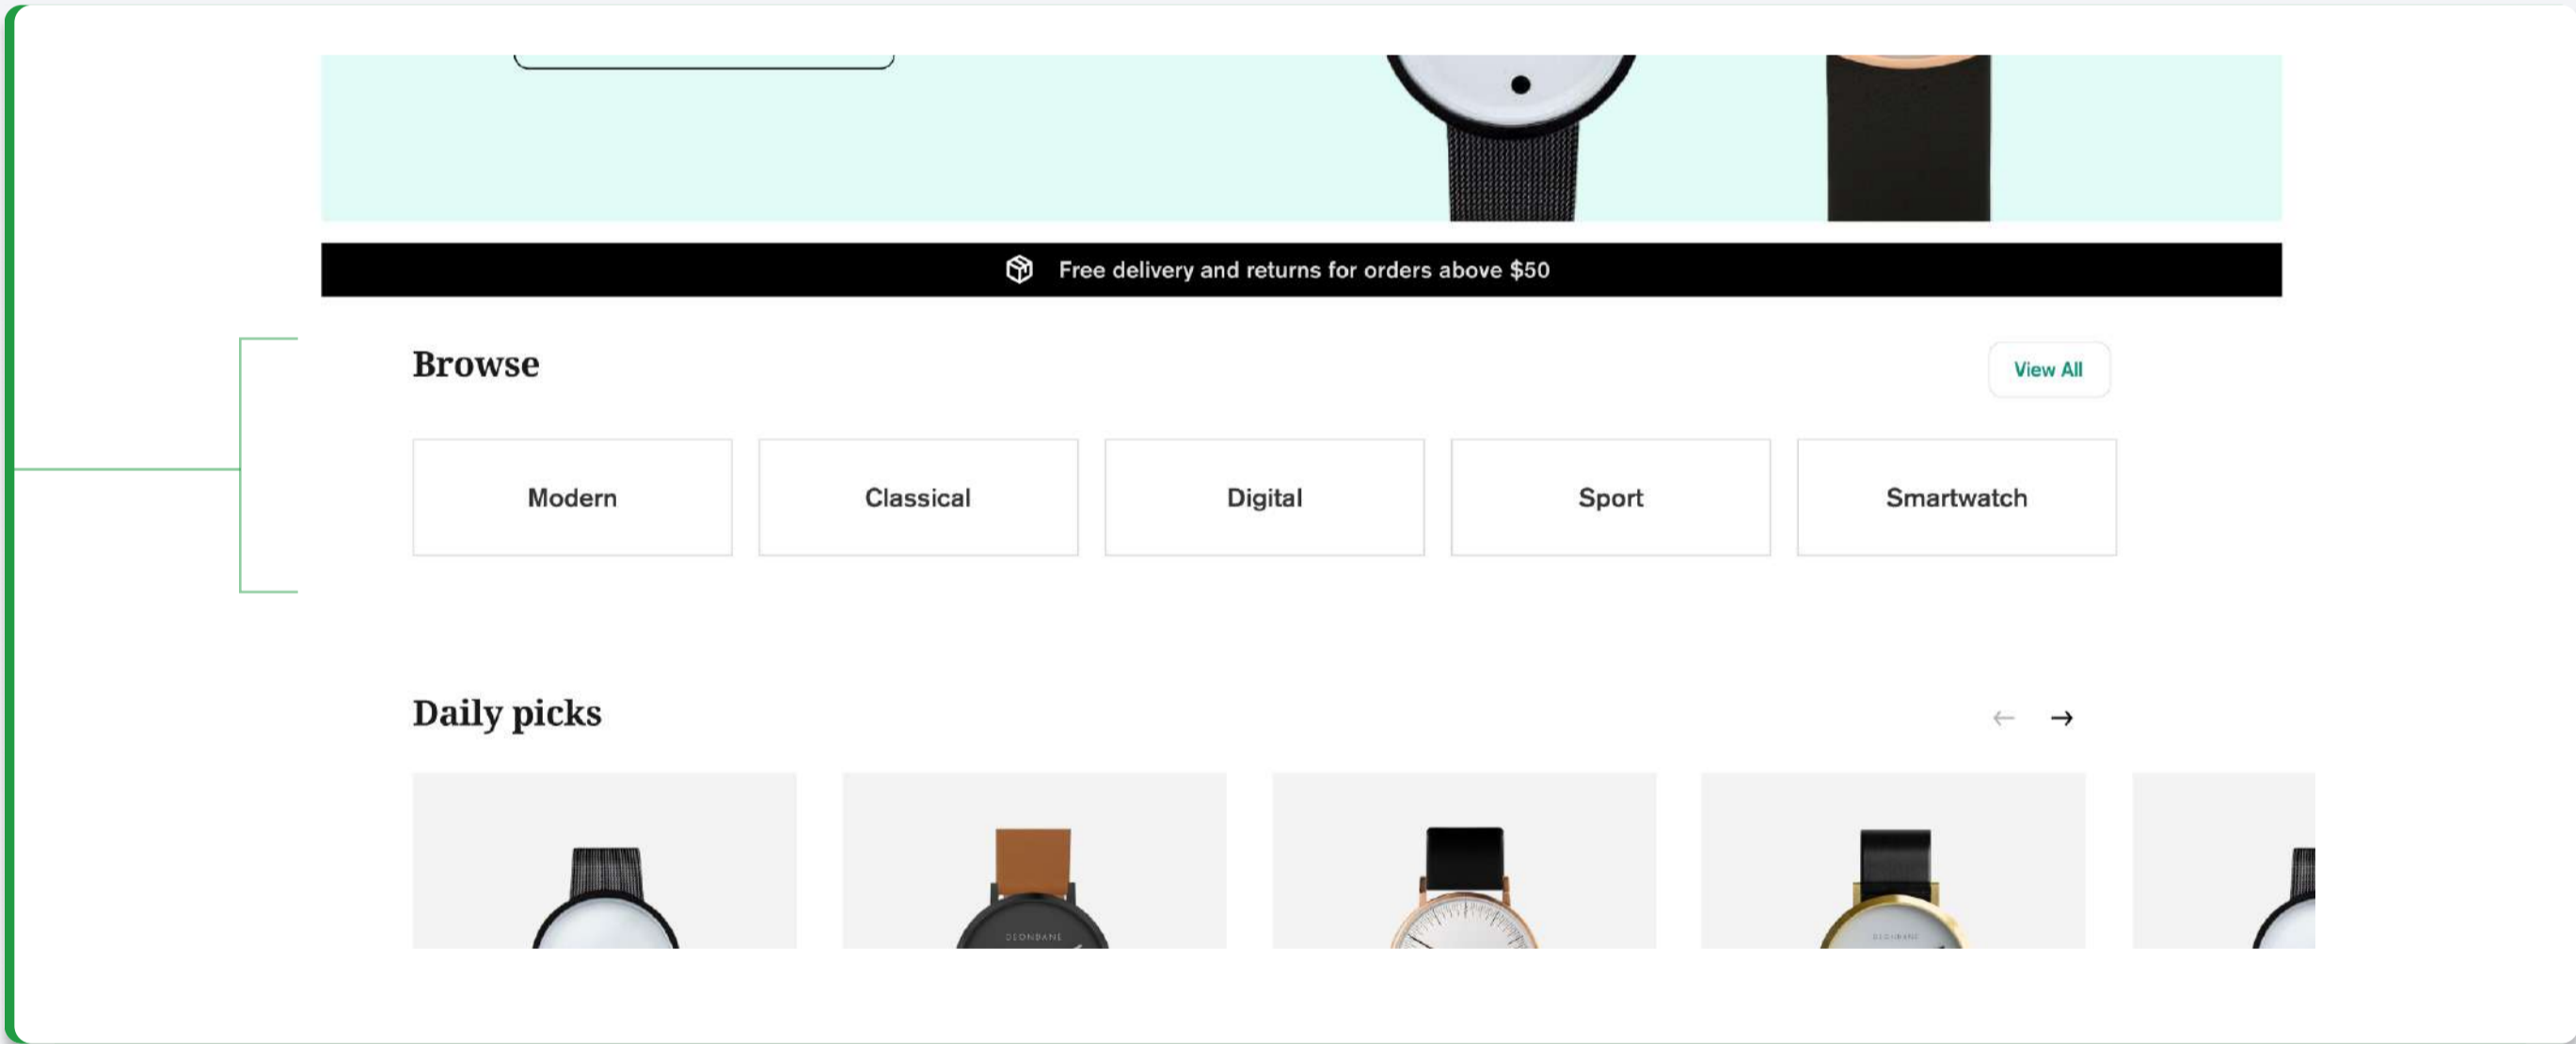 Free delivery and returns for orders above $50
Browse
View All
Modern
Classical
Digital
Sport
Smartwatch
Daily picks